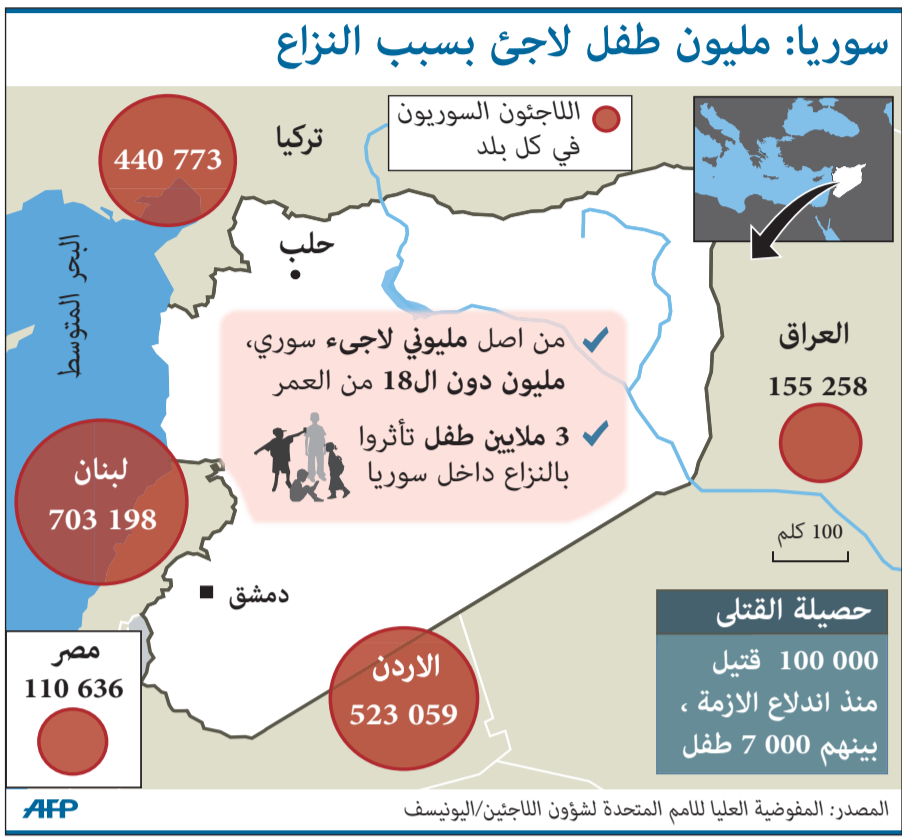 سوريا: مليون طفل لاجئ بسبب النزاع
اللاجئون السوريون
في كل بلد
تركيا
440 773
حلب
البحر المتوسط
العراق
155 258
من اصل مليوني لاجىء سوري،
مليون دون ال18 من العمر
3 ملايين طفل تأثروا
بالنزاع داخل سوريا
لبنان
703 198
100 كلم
دمشق
حصيلة القتلى
100 000 قتيل
منذ اندلاع الازمة ،
بينهم 7 000 طفل
مصر
110 636
الاردن
523 059
المصدر: المفوضية العليا للامم المتحدة لشؤون اللاجئين/اليونيسف
AFP